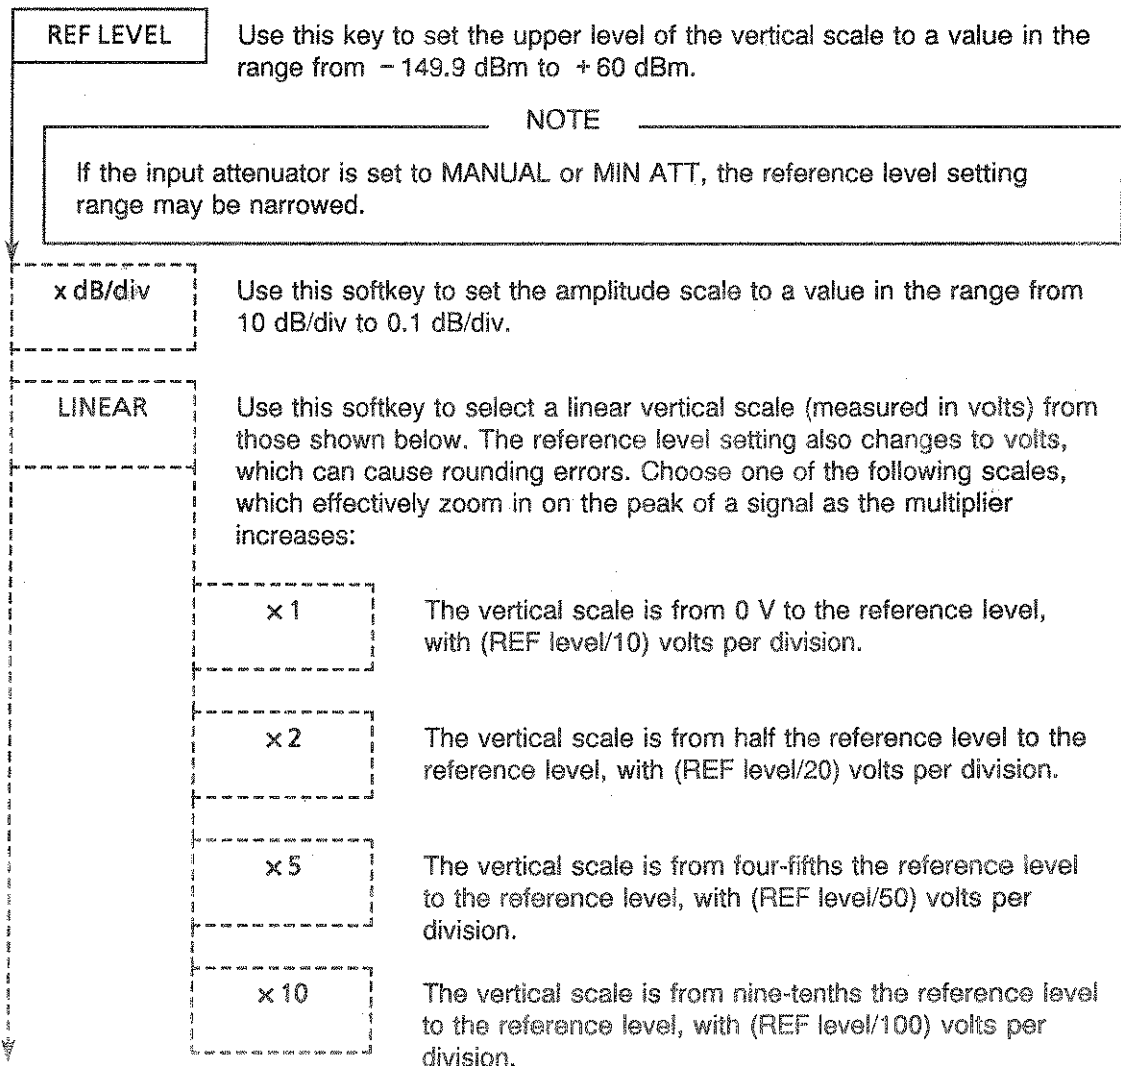 REF LEVEL
Use this key to set the upper level of the vertical scale to a value in the
range from −149.9 dBm to +60 dBm.
NOTE
If the input attenuator is set to MANUAL or MIN ATT, the reference level setting
range may be narrowed.
x dB/div
Use this softkey to set the amplitude scale to a value in the range from
10 dB/div to 0.1 dB/div.
LINEAR
Use this softkey to select a linear vertical scale (measured in volts) from
those shown below. The reference level setting also changes to volts,
which can cause rounding errors. Choose one of the following scales,
which effectively zoom in on the peak of a signal as the multiplier
increases:
×1
The vertical scale is from 0 V to the reference level,
with (REF level/10) volts per division.
×2
The vertical scale is from half the reference level to the
reference level, with (REF level/20) volts per division.
×5
The vertical scale is from four-fifths the reference level
to the reference level, with (REF level/50) volts per
division.
×10
The vertical scale is from nine-tenths the reference level
to the reference level, with (REF level/100) volts per
division.